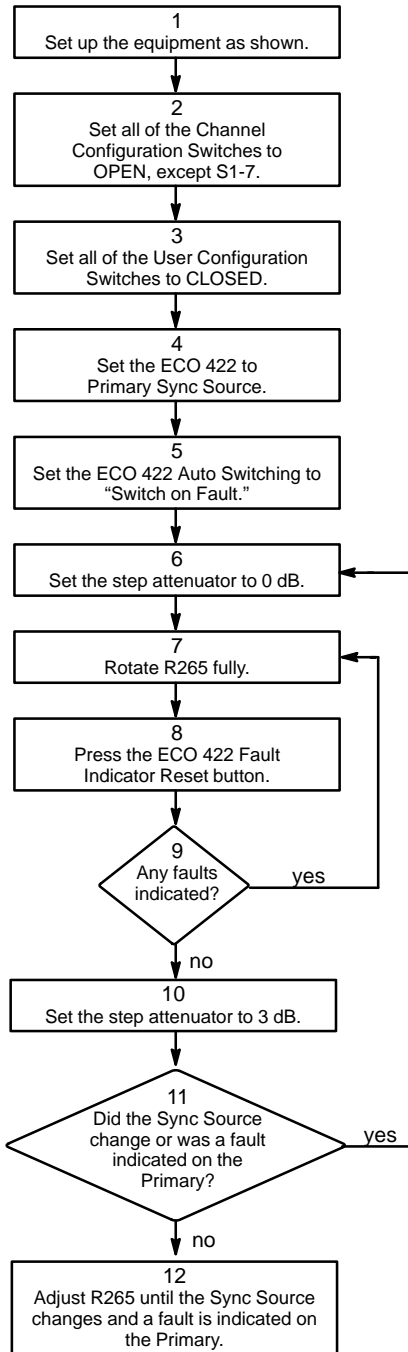 1
Set up the equipment as shown.
2
Set all of the Channel
Configuration Switches to
OPEN, except S1-7.
3
Set all of the User Configuration
Switches to CLOSED.
4
Set the ECO 422 to
Primary Sync Source.
5
Set the ECO 422 Auto Switching to
“Switch on Fault.”
6
Set the step attenuator to 0 dB.
7
Rotate R265 fully.
8
Press the ECO 422 Fault
Indicator Reset button.
9
Any faults
indicated?
yes
no
10
Set the step attenuator to 3 dB.
11
Did the Sync Source
change or was a fault
indicated on the
Primary?
yes
no
12
Adjust R265 until the Sync Source
changes and a fault is indicated on
the Primary.